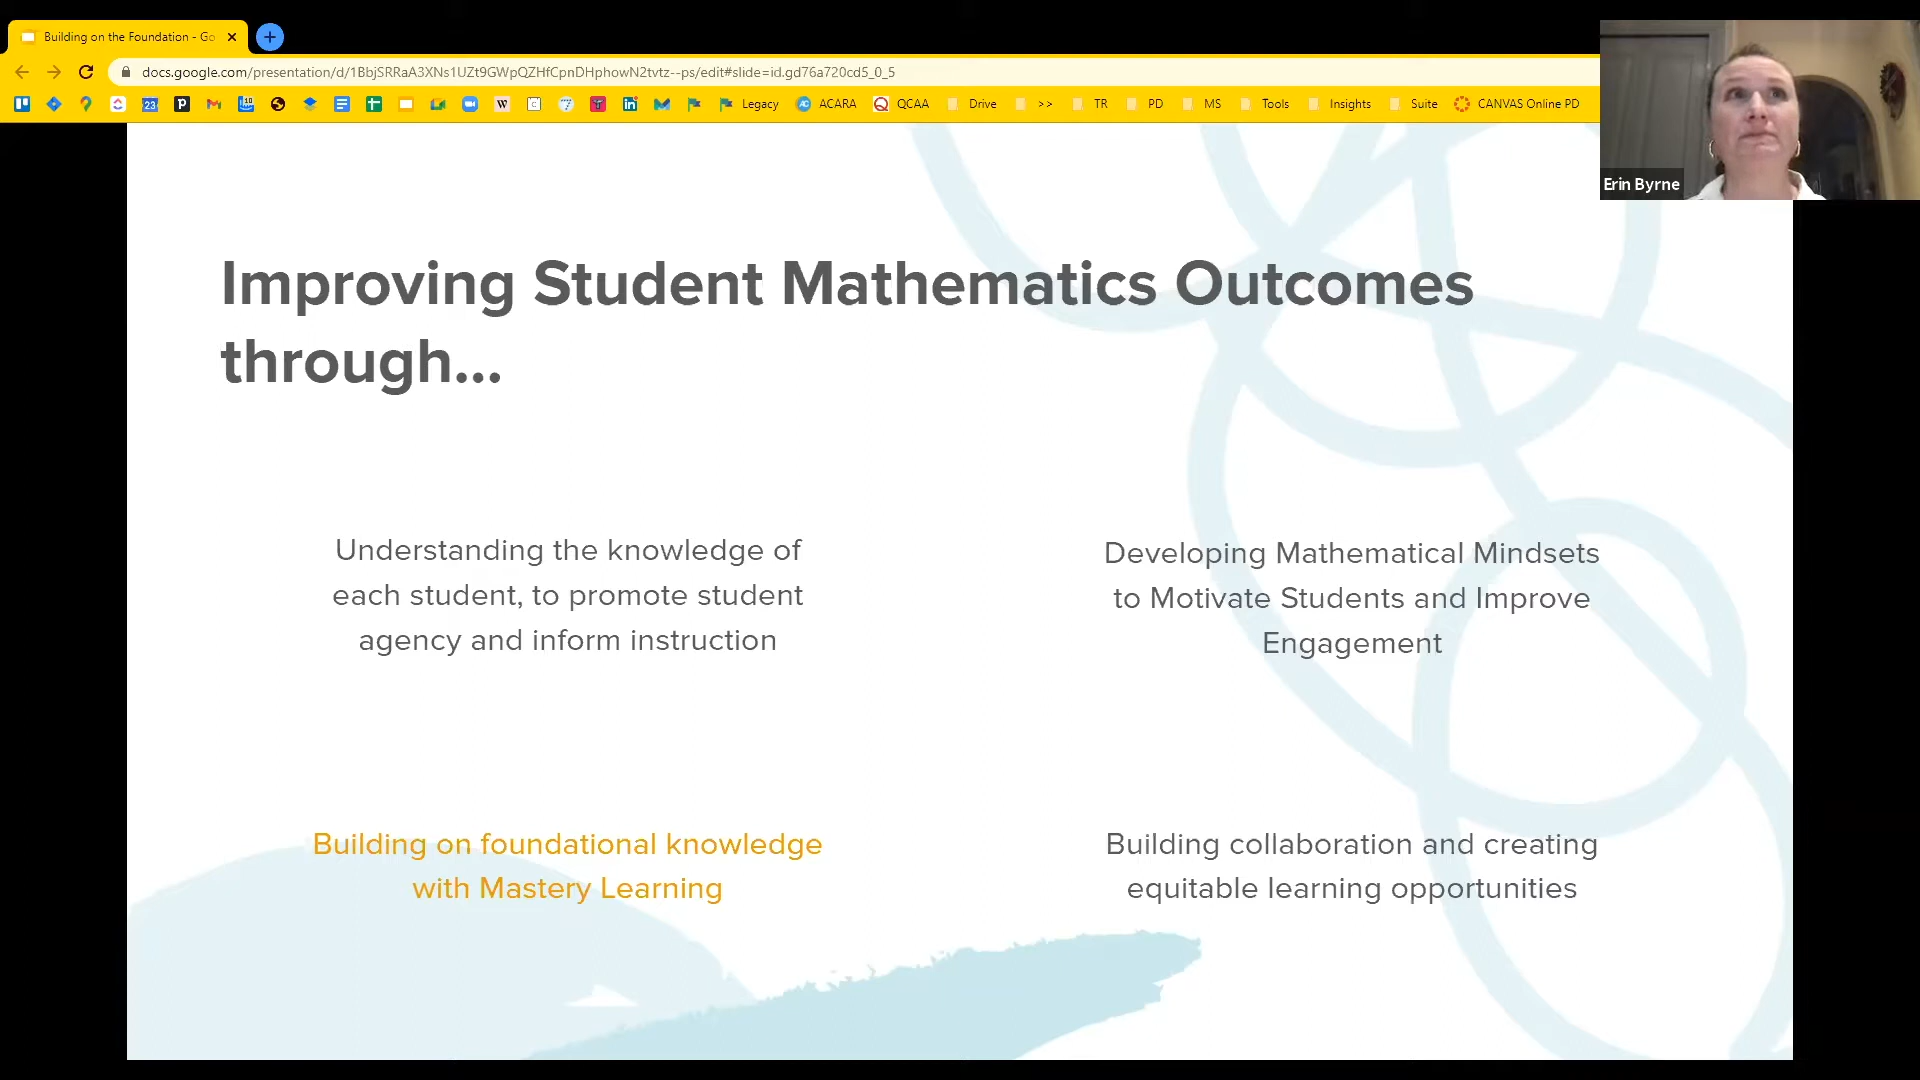 Building on the Foundation - Go
docs.google.com/presentation/d/1BbjSRRaA3XNs1UZt9GWpQZHfCpnDHphowN2tvtz--ps/edit#slide=id.gd76a720cd5_0_5
Legacy ACARA QCAA Drive >> TR PD MS Tools Insights Suite CANVAS Online PD
Erin Byrne
Improving Student Mathematics Outcomes
through...
Understanding the knowledge of
each student, to promote student
agency and inform instruction
Developing Mathematical Mindsets
to Motivate Students and Improve
Engagement
Building on foundational knowledge
with Mastery Learning
Building collaboration and creating
equitable learning opportunities